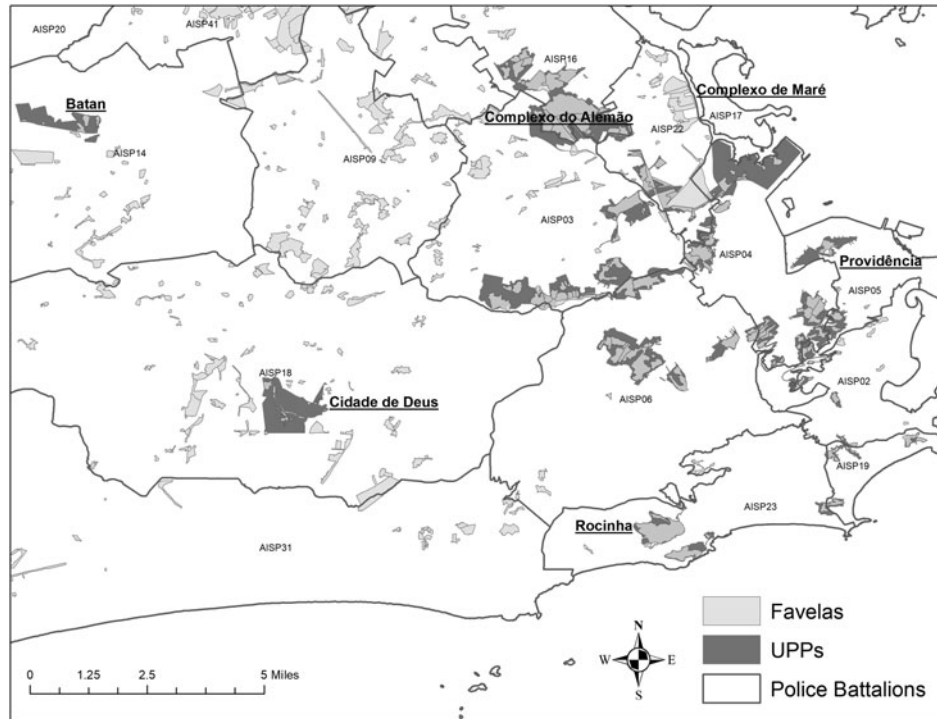 AISP20
AISP41
AISP16
Batan
Complexo de Maré
Complexo do Alemão
AISP17
AISP22
AISP14
AISP09
AISP03
AISP04
Providência
AISP05
AISP18
Cidade de Deus
AISP06
AISP02
AISP19
AISP23
Rocinha
AISP31
Favelas
UPPs
Police Battalions
N
W E
S
0 1.25 2.5 5 Miles